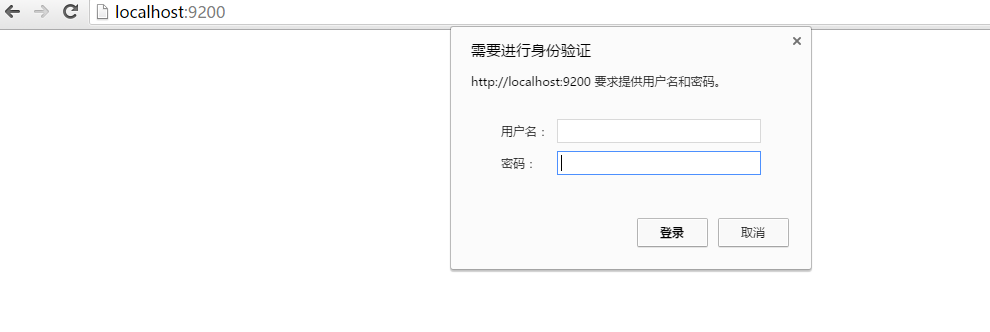 localhost:9200
需要进行身份验证
http://localhost:9200 要求提供用户名和密码。
用户名：
密码：
登录 取消